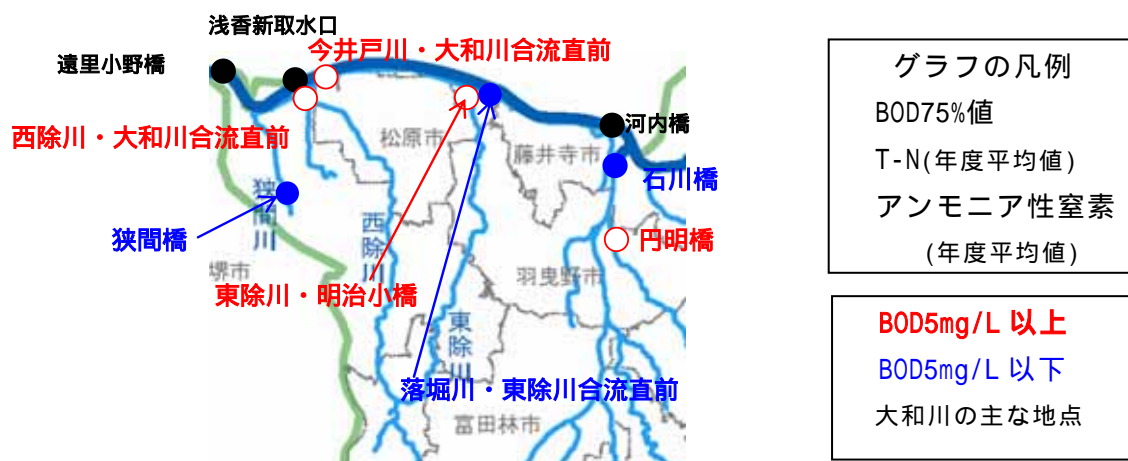 浅香新取水口
今井戸川・大和川合流直前
遠里小野橋
西除川・大和川合流直前
松原市
河内橋
藤井寺市
石川橋
狭間川
狭間橋
西除川
円明橋
堺市
羽曳野市
東除川・明治小橋
東除川
落堀川・東除川合流直前
富田林市
グラフの凡例
BOD75%値
T-N(年度平均値)
アンモニア性窒素
(年度平均値)
BOD5mg/L 以上
BOD5mg/L 以下
大和川の主な地点